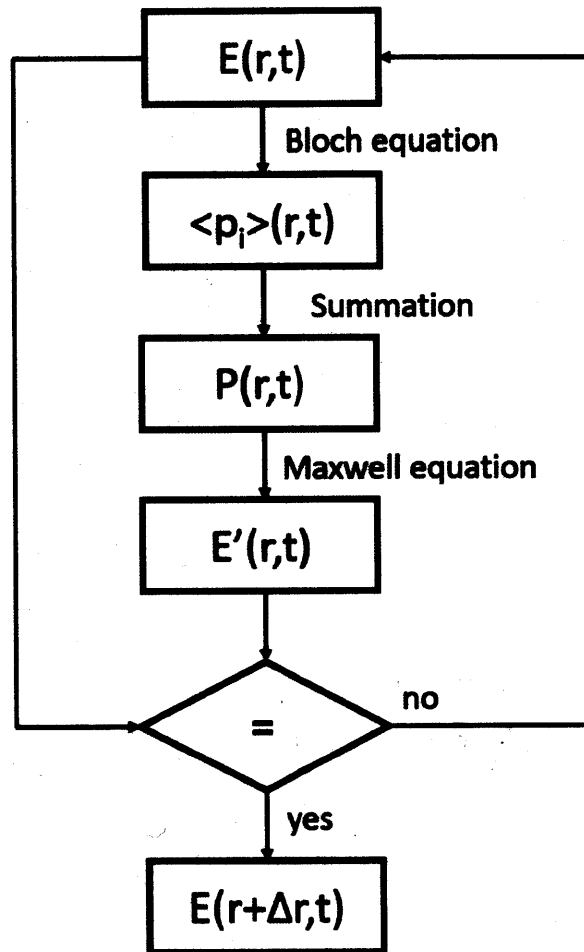 E(r,t)
Bloch equation
<pᵢ>(r,t)
Summation
P(r,t)
Maxwell equation
E’(r,t)
=
no
yes
E(r+Δr,t)